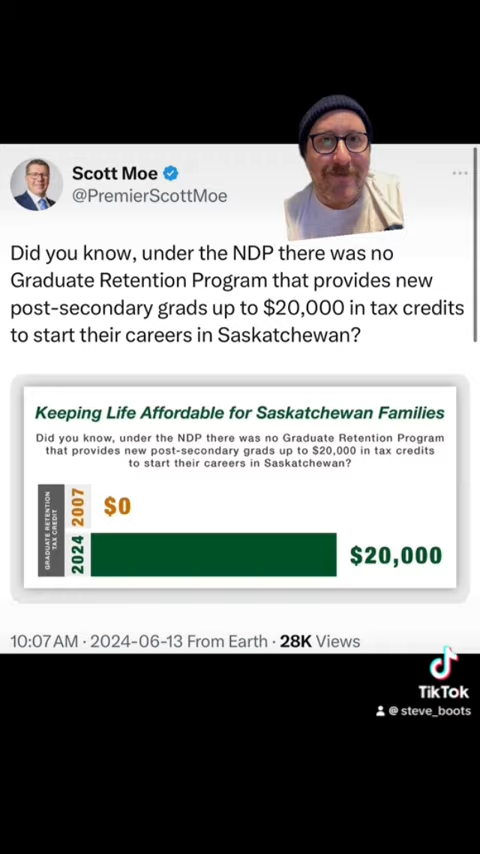 Scott Moe
@PremierScottMoe
Did you know, under the NDP there was no
Graduate Retention Program that provides new
post-secondary grads up to $20,000 in tax credits
to start their careers in Saskatchewan?
Keeping Life Affordable for Saskatchewan Families
Did you know, under the NDP there was no Graduate Retention Program
that provides new post-secondary grads up to $20,000 in tax credits
to start their careers in Saskatchewan?
GRADUATE RETENTION
TAX CREDIT
2007
$0
2024
$20,000
10:07 AM · 2024-06-13 From Earth · 28K Views
TikTok
@ steve_boots